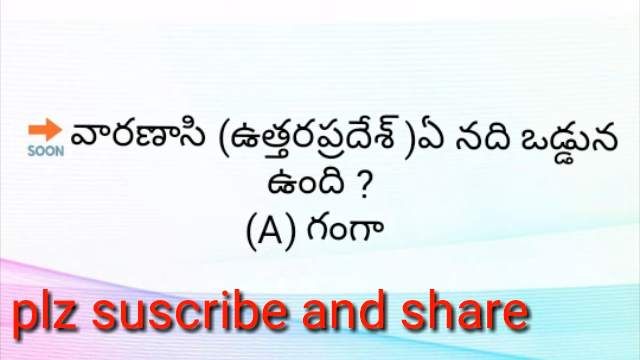 SOON వారణాసి (ఉత్తరప్రదేశ్ )ఏ నది ఒడ్డున
ఉంది ?
(A) గంగా
plz suscribe and share